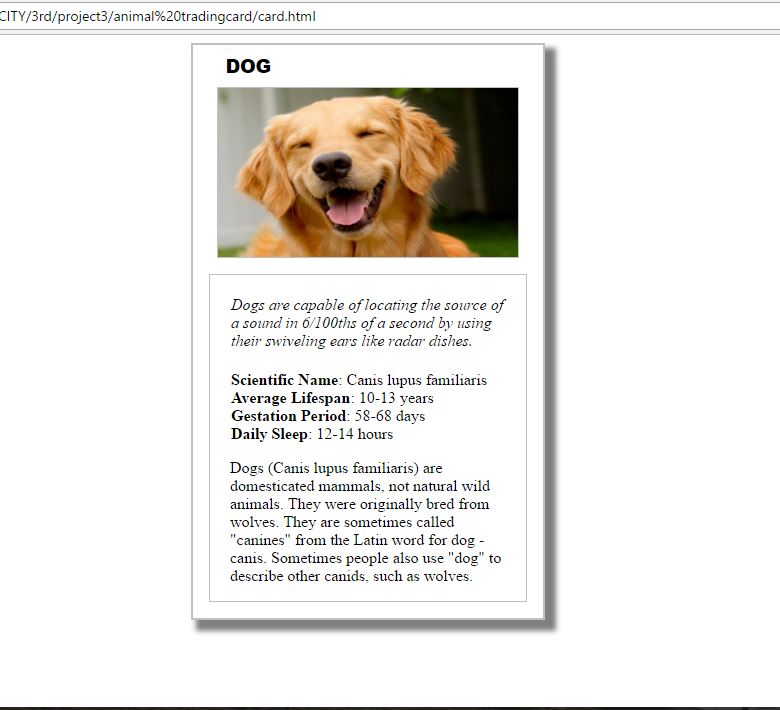 CITY/3rd/project3/animal%20tradingcard/card.html
DOG
Dogs are capable of locating the source of
a sound in 6/100ths of a second by using
their swiveling ears like radar dishes.
Scientific Name: Canis lupus familiaris
Average Lifespan: 10-13 years
Gestation Period: 58-68 days
Daily Sleep: 12-14 hours
Dogs (Canis lupus familiaris) are
domesticated mammals, not natural wild
animals. They were originally bred from
wolves. They are sometimes called
"canines" from the Latin word for dog -
canis. Sometimes people also use "dog" to
describe other canids, such as wolves.